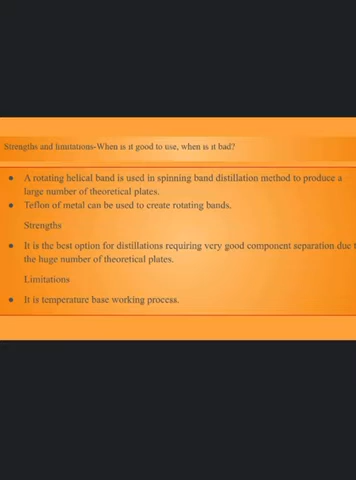 Strengths and limitations-When is it good to use, when is it bad?
● A rotating helical band is used in spinning band distillation method to produce a
large number of theoretical plates.
● Teflon of metal can be used to create rotating bands.
Strengths
● It is the best option for distillations requiring very good component separation due t
the huge number of theoretical plates.
Limitations
● It is temperature base working process.